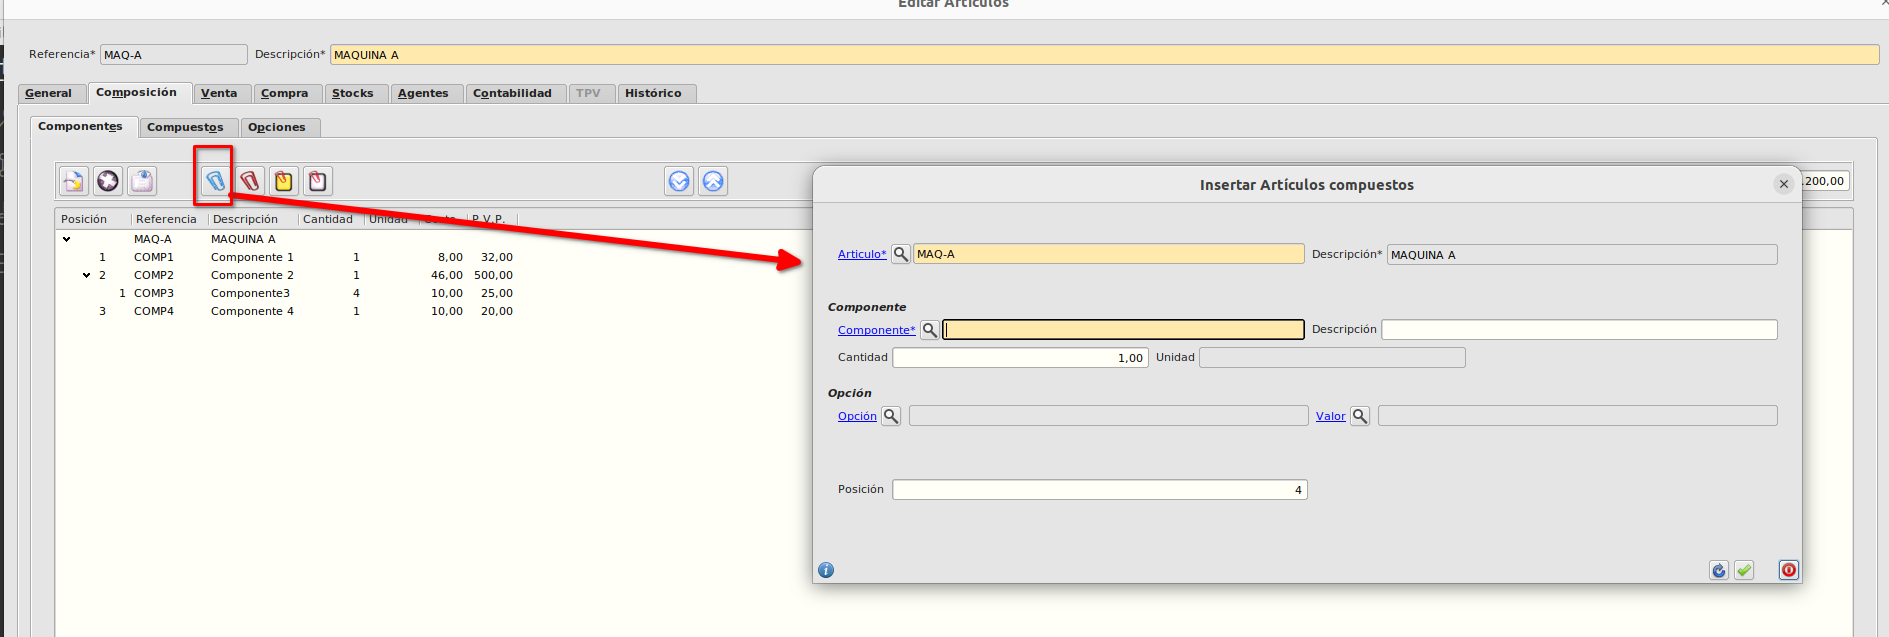 Editar Artículos
Referencia* MAQ-A Descripción* MAQUINA A
General Composición Venta Compra Stocks Agentes Contabilidad TPV Histórico
Componentes Compuestos Opciones
200,00
Posición Referencia Descripción Cantidad Unidad Coste P.V.P.
MAQ-A MAQUINA A
1 COMP1 Componente 1 1 8,00 32,00
2 COMP2 Componente 2 1 46,00 500,00
1 COMP3 Componente3 4 10,00 25,00
3 COMP4 Componente 4 1 10,00 20,00
Insertar Artículos compuestos
Articulo* MAQ-A Descripción* MAQUINA A
Componente
Componente* Descripción
Cantidad 1,00 Unidad
Opción
Opción Valor
Posición 4